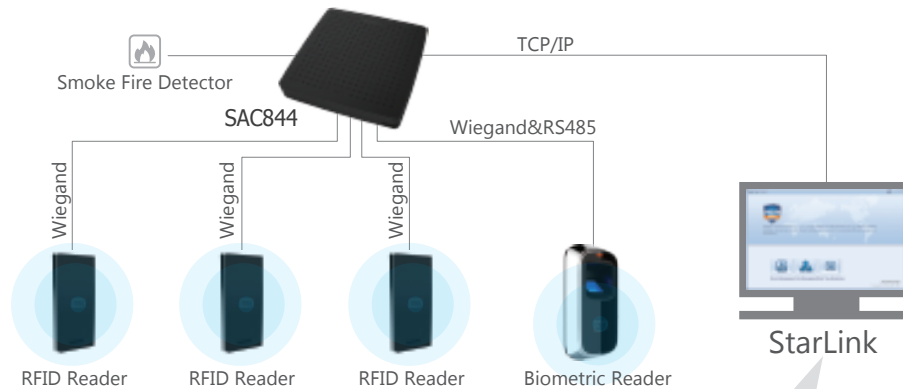 TCP/IP
Smoke Fire Detector
SAC844
Wiegand&RS485
Wiegand
Wiegand
Wiegand
StarLink
RFID Reader
RFID Reader
RFID Reader
Biometric Reader